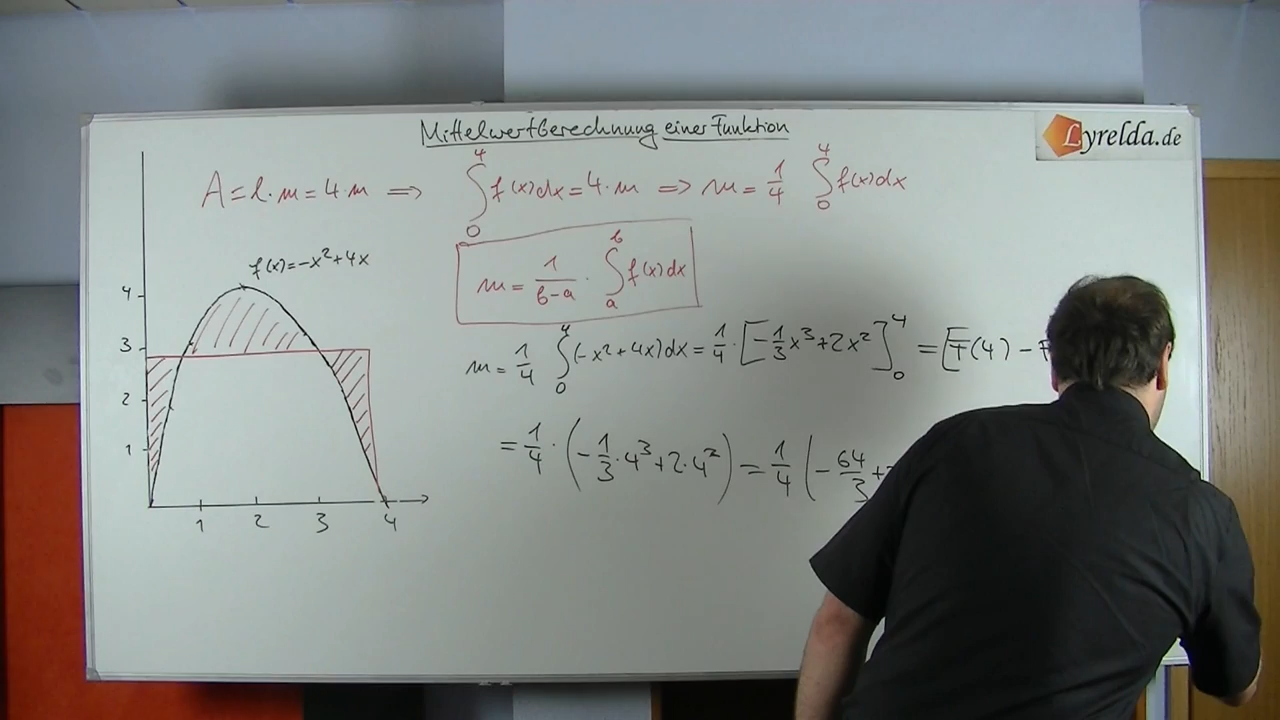 Mittelwertberechnung einer Funktion
Lyrelda.de
A = l · m = 4 · m ⇒ ∫₀⁴ f(x)dx = 4 · m ⇒ m = 1/4 ∫₀⁴ f(x)dx
m = 1/(b-a) · ∫ₐᵇ f(x)dx
f(x) = -x² + 4x
4
3
2
1
1 2 3 4
m = 1/4 ∫₀⁴ (-x² + 4x)dx = 1/4 · [-1/3 x³ + 2x²]₀⁴ = [F(4) - F
= 1/4 · (-1/3 · 4³ + 2 · 4²) = 1/4 (-64/3 +